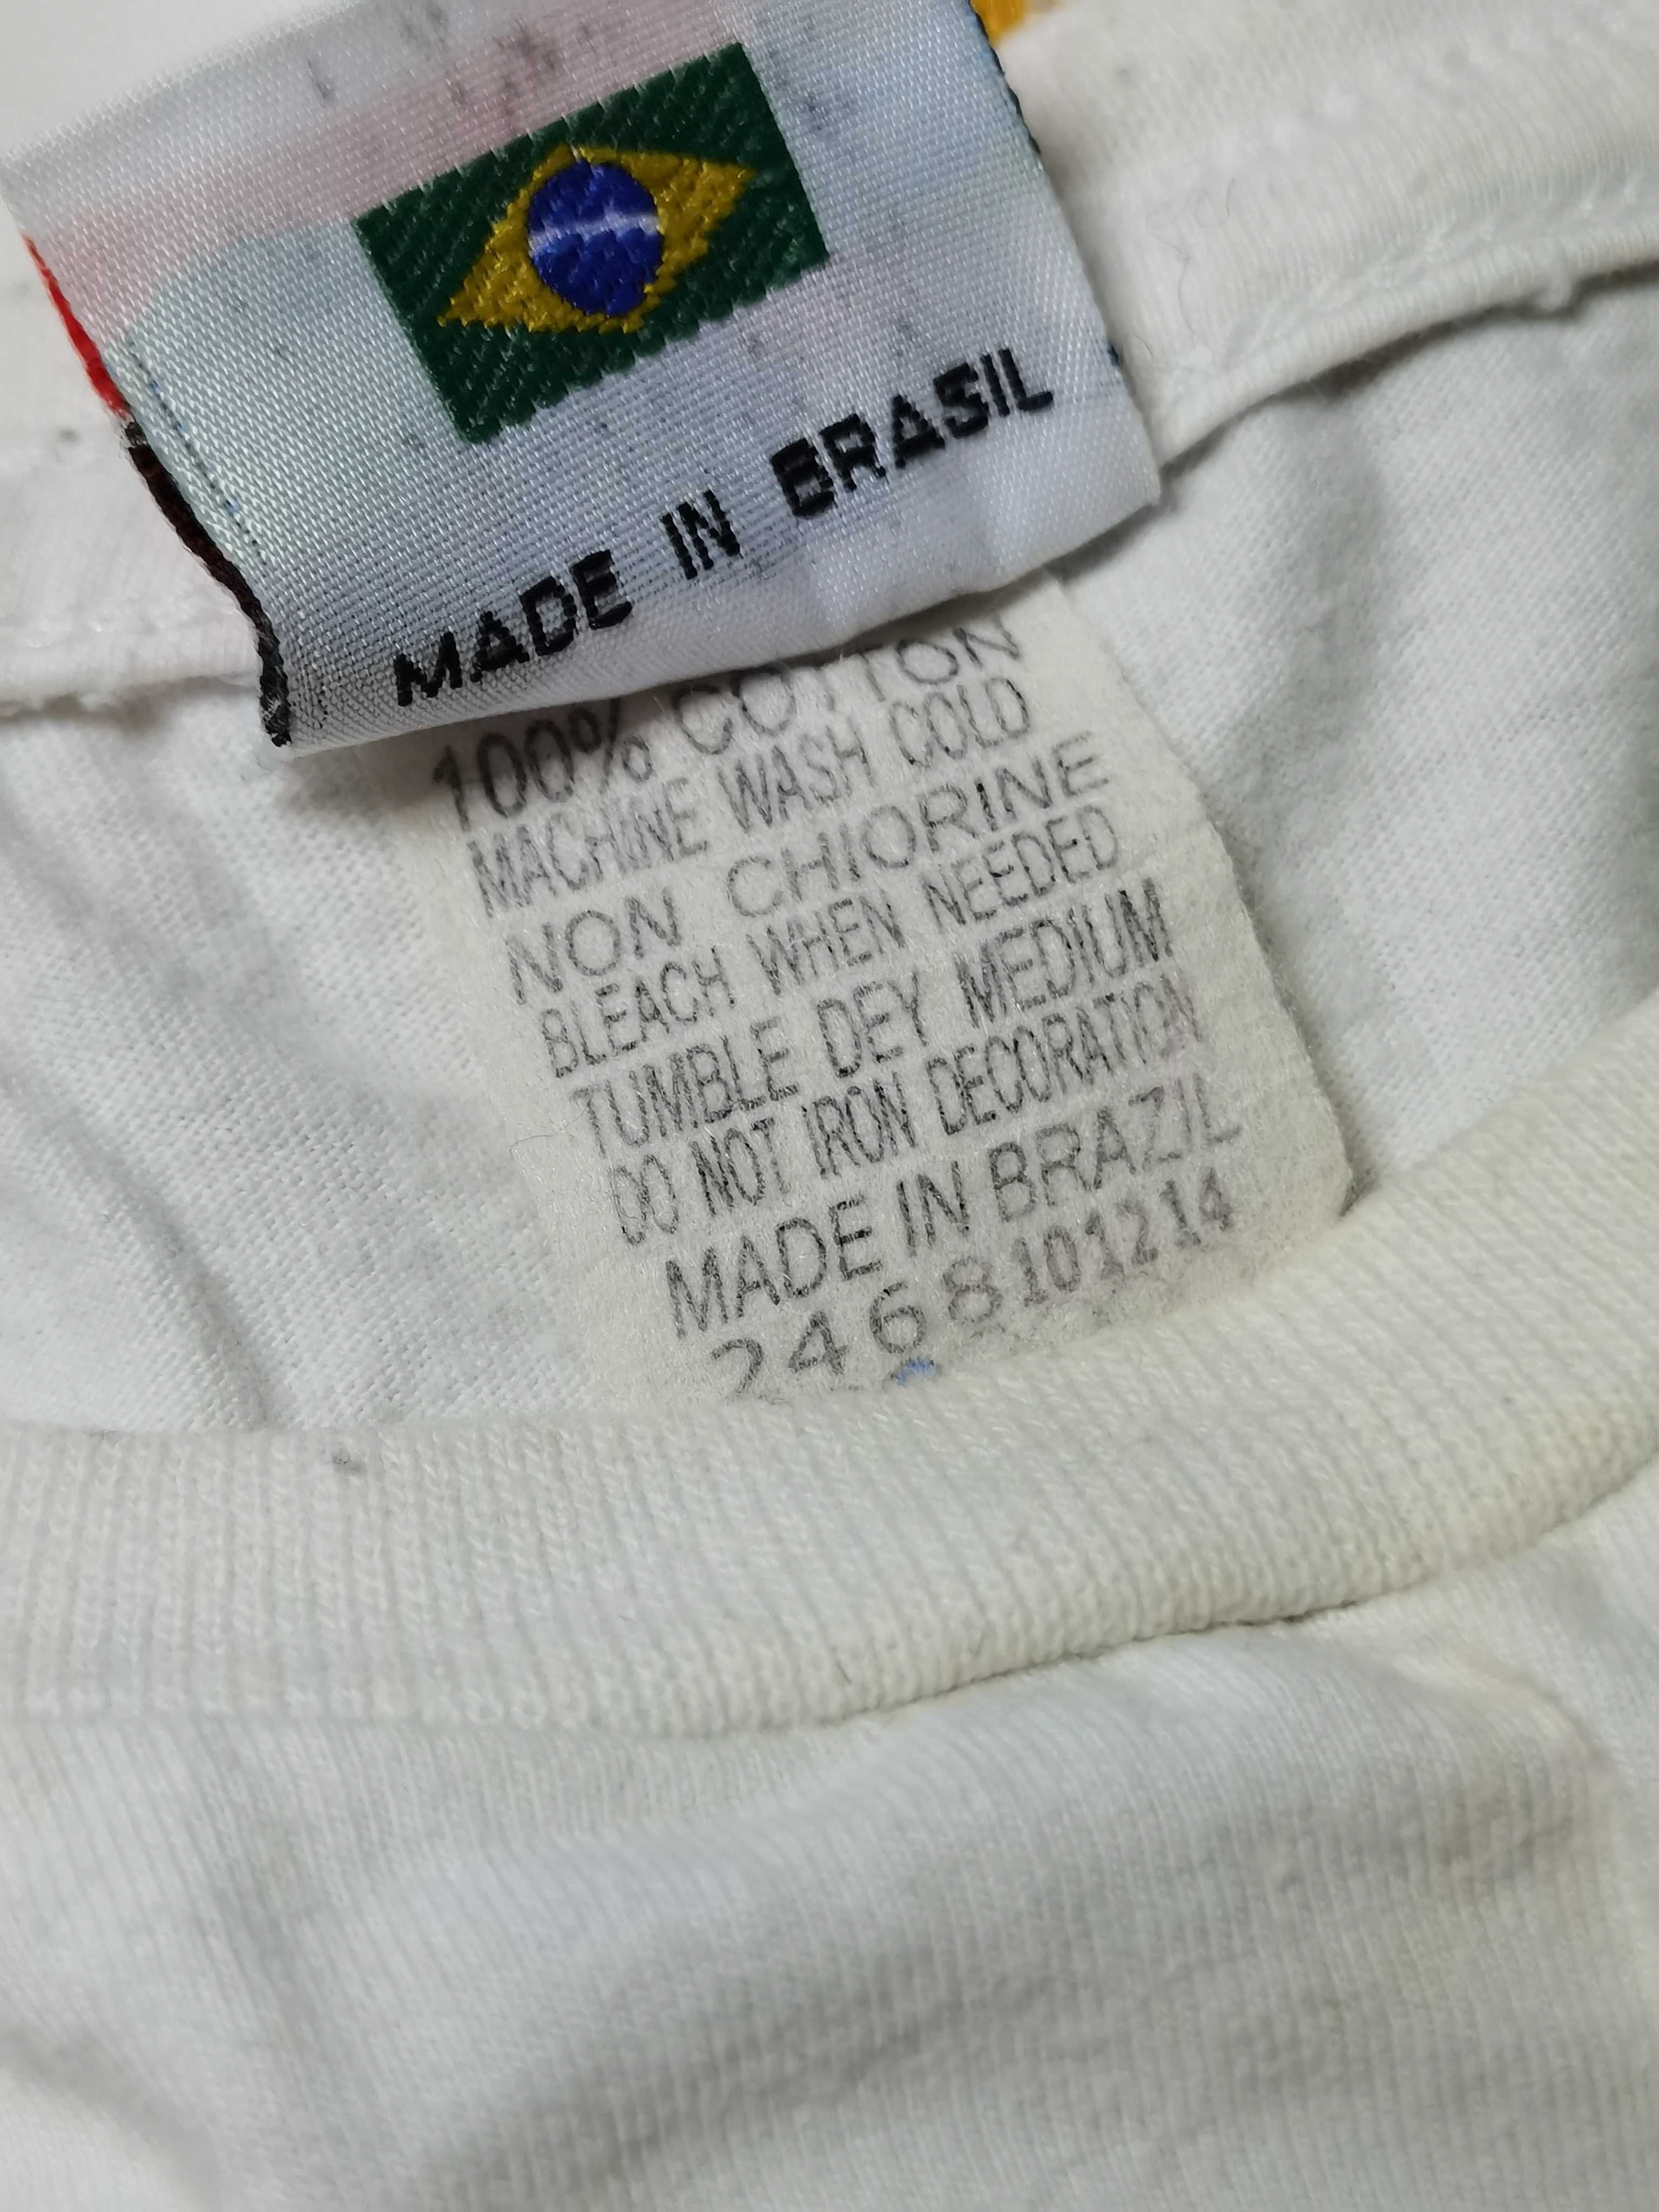 MADE IN BRASIL
100% COTTON
MACHINE WASH COLD
NON CHIORINE
BLEACH WHEN NEEDED
TUMBLE DEY MEDIUM
DO NOT IRON DECORATION
MADE IN BRAZIL
2 4 6 8 10 12 14